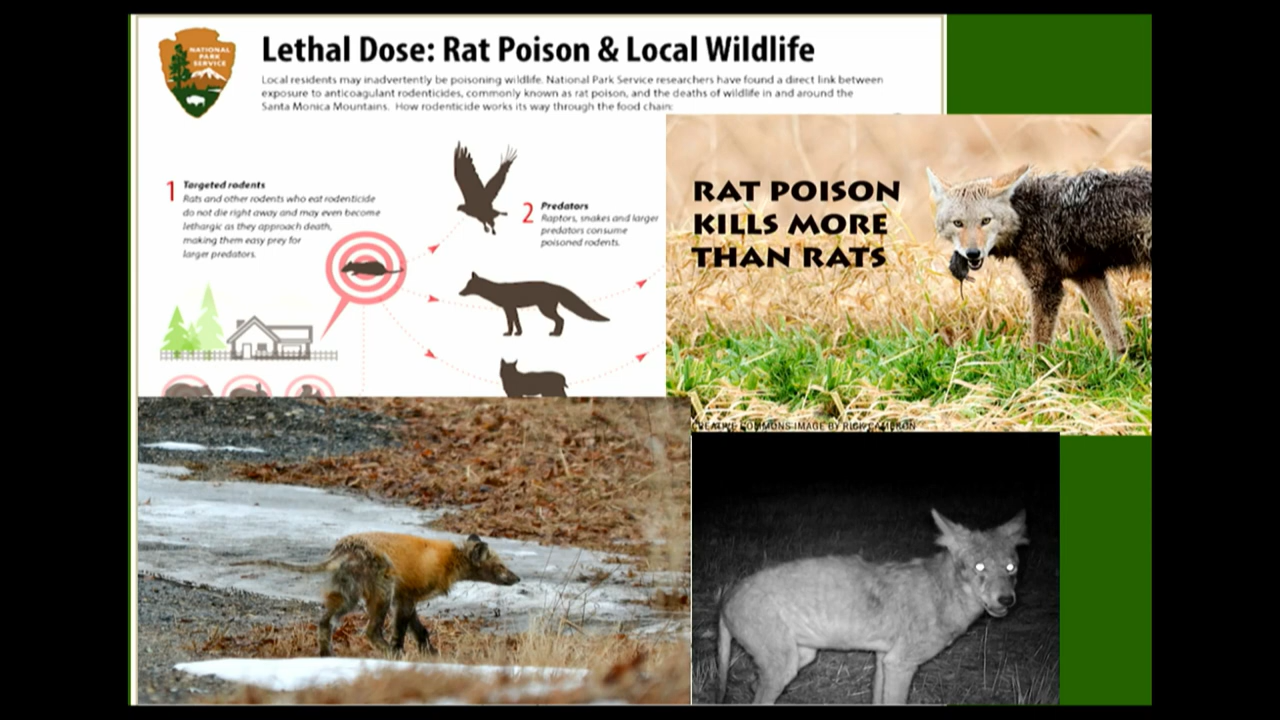 NATIONAL
PARK
SERVICE
Lethal Dose: Rat Poison & Local Wildlife
Local residents may inadvertently be poisoning wildlife. National Park Service researchers have found a direct link between
exposure to anticoagulant rodenticides, commonly known as rat poison, and the deaths of wildlife in and around the
Santa Monica Mountains. How rodenticide works its way through the food chain:
1 Targeted rodents
Rats and other rodents who eat rodenticide
do not die right away and may even become
lethargic as they approach death,
making them easy prey for
larger predators.
2 Predators
Raptors, snakes and larger
predators consume
poisoned rodents.
RAT POISON
KILLS MORE
THAN RATS
CREATIVE COMMONS IMAGE BY RICK CAMERON